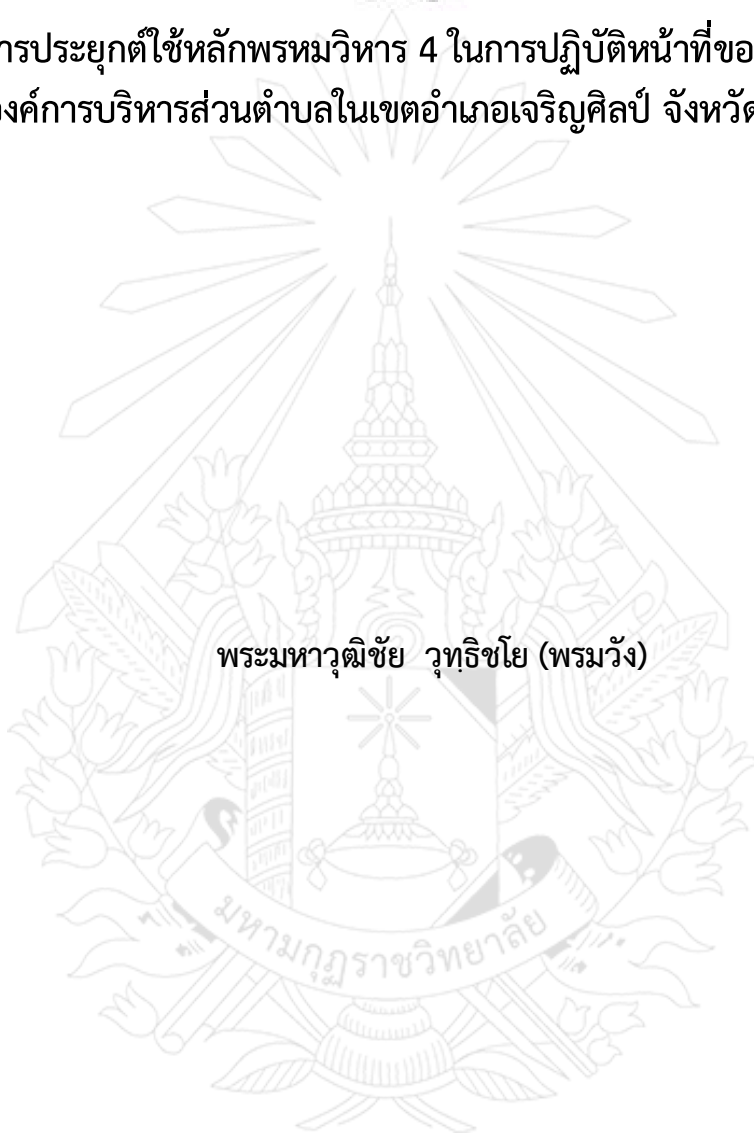 ารประยุกต์ใช้หลักพรหมวิหาร 4 ในการปฏิบัติหน้าที่ขอ
งค์การบริหารส่วนตำบลในเขตอำเภอเจริญศิลป์ จังหวัด
พระมหาวุฒิชัย วุทฺธิชโย (พรมวัง)
มหามกุฏราชวิทยาลัย